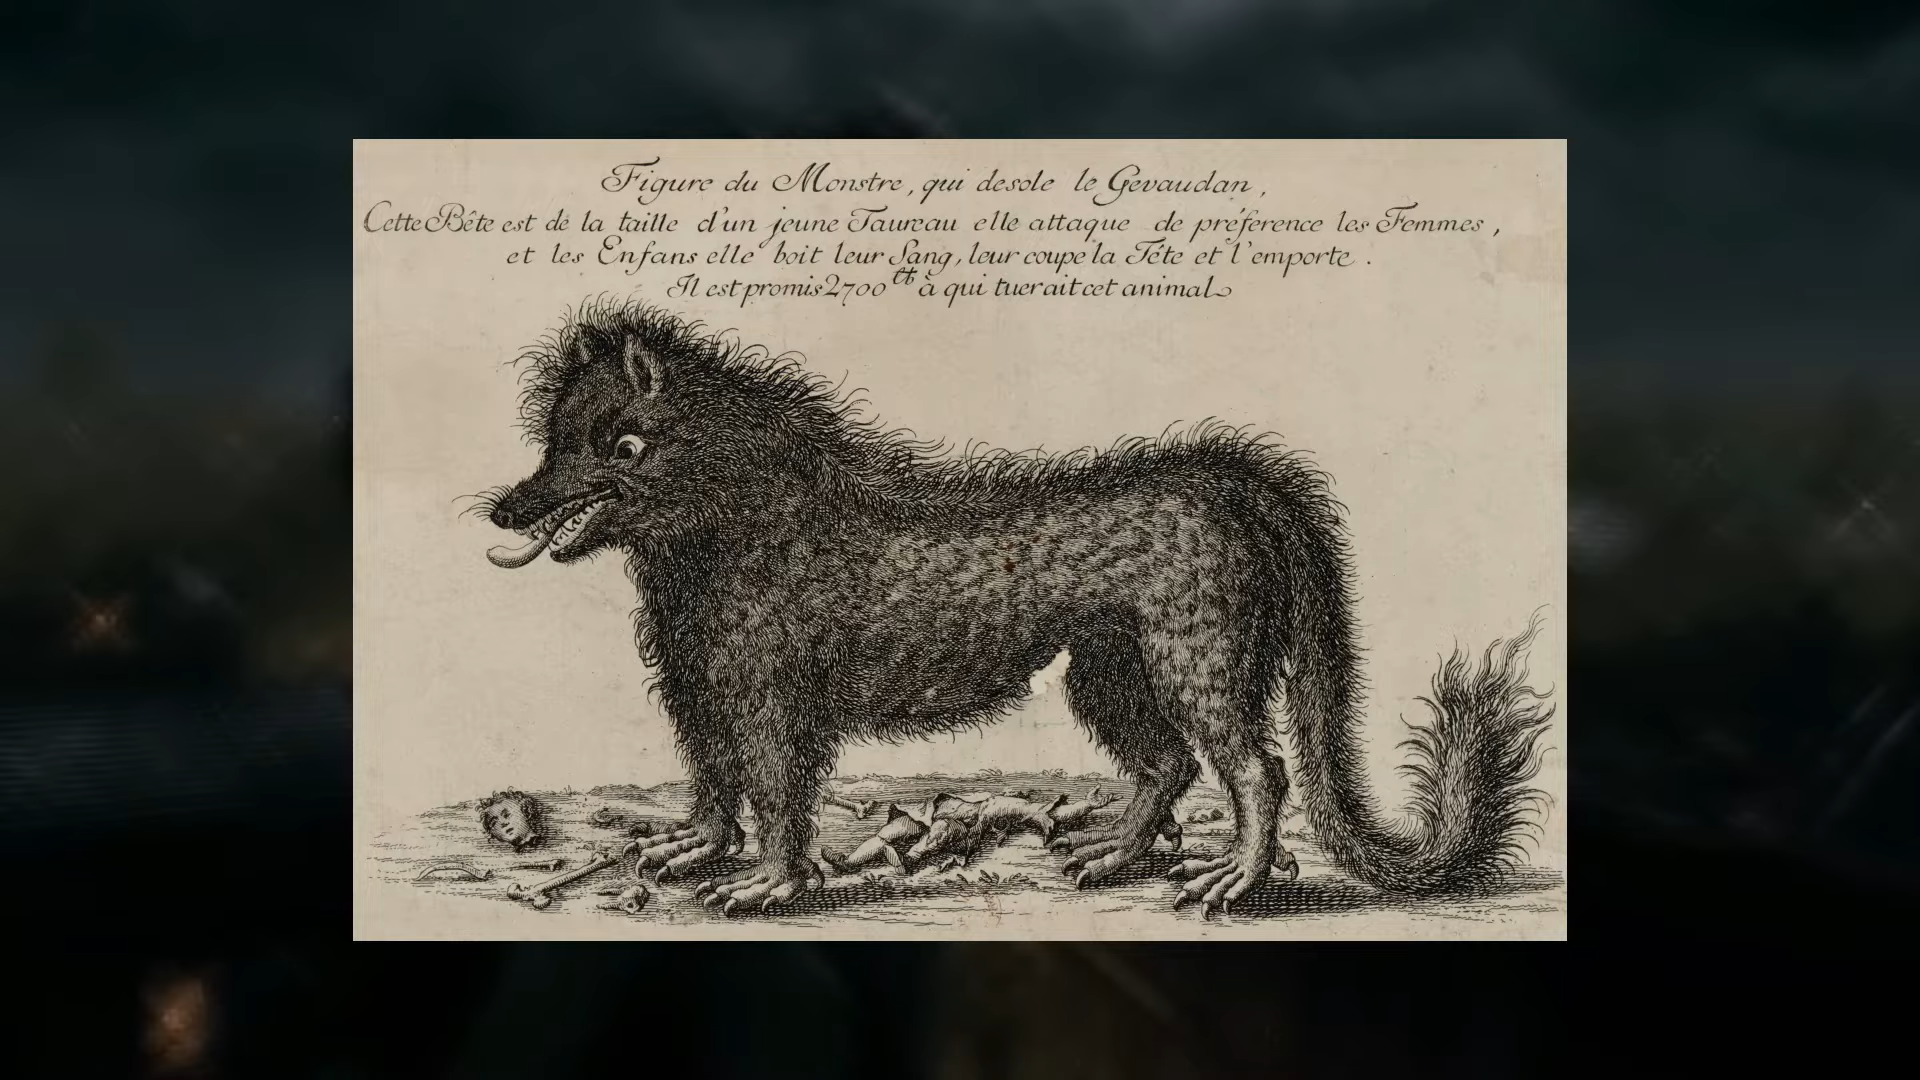 Figure du Monstre, qui desole le Gevaudan,
Cette Bête est de la taille d'un jeune Taureau elle attaque de préference les Femmes,
et les Enfans elle boit leur Sang, leur coupe la Tête et l'emporte.
Il est promis 2700 tt à qui tuerait cet animal